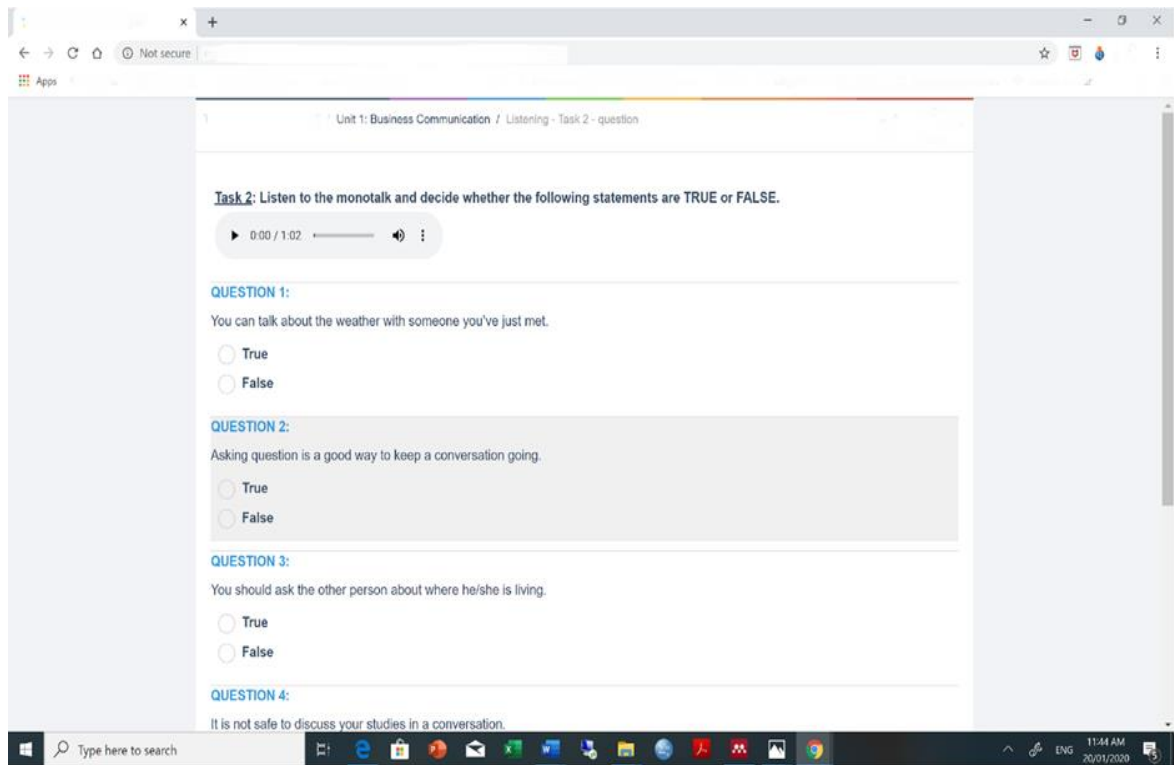 Not secure
Apps
Unit 1: Business Communication / Listening - Task 2 - question
Task 2: Listen to the monotalk and decide whether the following statements are TRUE or FALSE.
0:00 / 1:02
QUESTION 1:
You can talk about the weather with someone you've just met.
True
False
QUESTION 2:
Asking question is a good way to keep a conversation going.
True
False
QUESTION 3:
You should ask the other person about where he/she is living.
True
False
QUESTION 4:
It is not safe to discuss your studies in a conversation.
Type here to search
ENG
11:44 AM
20/01/2020